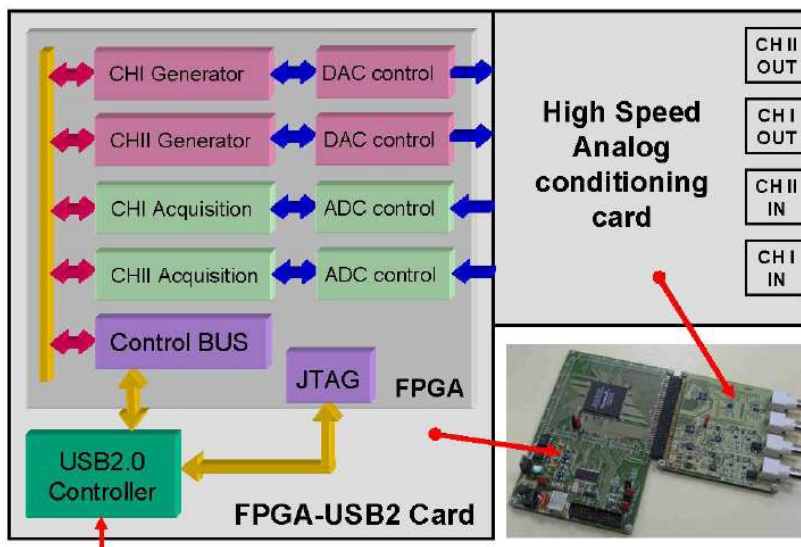 CHI Generator
DAC control
CHII Generator
DAC control
CHI Acquisition
ADC control
CHII Acquisition
ADC control
Control BUS
JTAG
FPGA
USB2.0
Controller
FPGA-USB2 Card
High Speed
Analog
conditioning
card
CH II
OUT
CH I
OUT
CH II
IN
CH I
IN